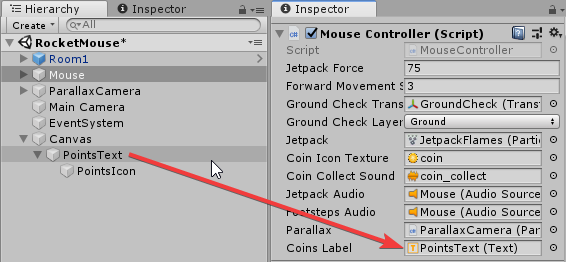 Hierarchy
Inspector
Create
All
RocketMouse*
Room1
Mouse
ParallaxCamera
Main Camera
EventSystem
Canvas
PointsText
PointsIcon
Inspector
Mouse Controller (Script)
Script MouseController
Jetpack Force 75
Forward Movement S 3
Ground Check Trans GroundCheck (Transf
Ground Check Layer Ground
Jetpack JetpackFlames (Partic
Coin Icon Texture coin
Coin Collect Sound coin_collect
Jetpack Audio Mouse (Audio Source
Footsteps Audio Mouse (Audio Source
Parallax ParallaxCamera (Par
Coins Label PointsText (Text)